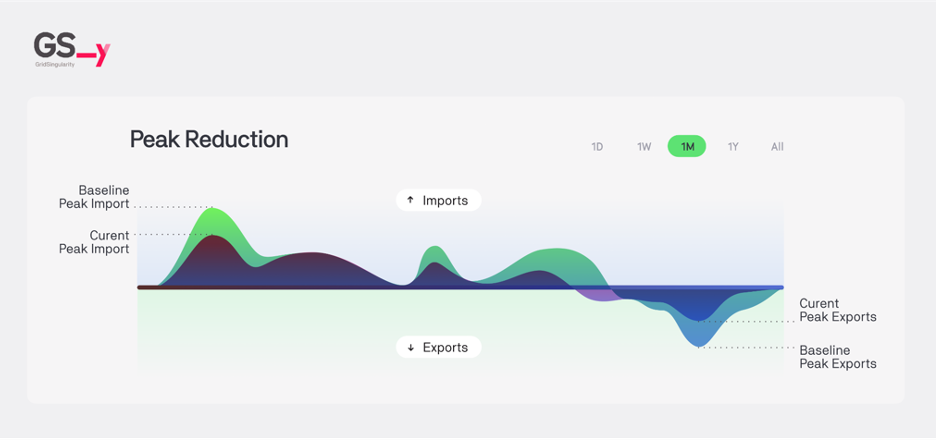 GS_y
GridSingularity
Peak Reduction
1D 1W 1M 1Y All
Baseline
Peak Import
↑ Imports
Curent
Peak Import
Curent
Peak Exports
↓ Exports
Baseline
Peak Exports